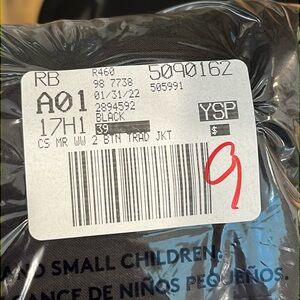 RB R460 5090162
98 7738 505991
A01 01/31/22
2894592 YSP
17H1 BLACK
39 $
CS MR WW 2 BTN TRAD JKT
9
AND SMALL CHILDREN.
ANCE DE NIÑOS PEQUEÑOS.